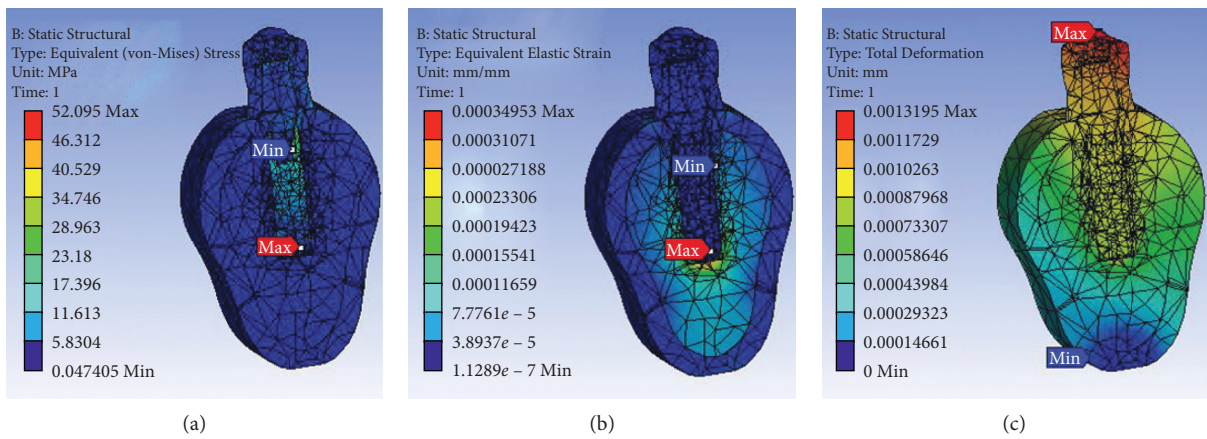 B: Static Structural
Type: Equivalent (von-Mises) Stress
Unit: MPa
Time: 1
52.095 Max
46.312
40.529
34.746
28.963
23.18
17.396
11.613
5.8304
0.047405 Min
Min
Max
(a)
B: Static Structural
Type: Equivalent Elastic Strain
Unit: mm/mm
Time: 1
0.00034953 Max
0.00031071
0.000027188
0.00023306
0.00019423
0.00015541
0.00011659
7.7761e – 5
3.8937e – 5
1.1289e – 7 Min
Min
Max
(b)
B: Static Structural
Type: Total Deformation
Unit: mm
Time: 1
0.0013195 Max
0.0011729
0.0010263
0.00087968
0.00073307
0.00058646
0.00043984
0.00029323
0.00014661
0 Min
Max
Min
(c)